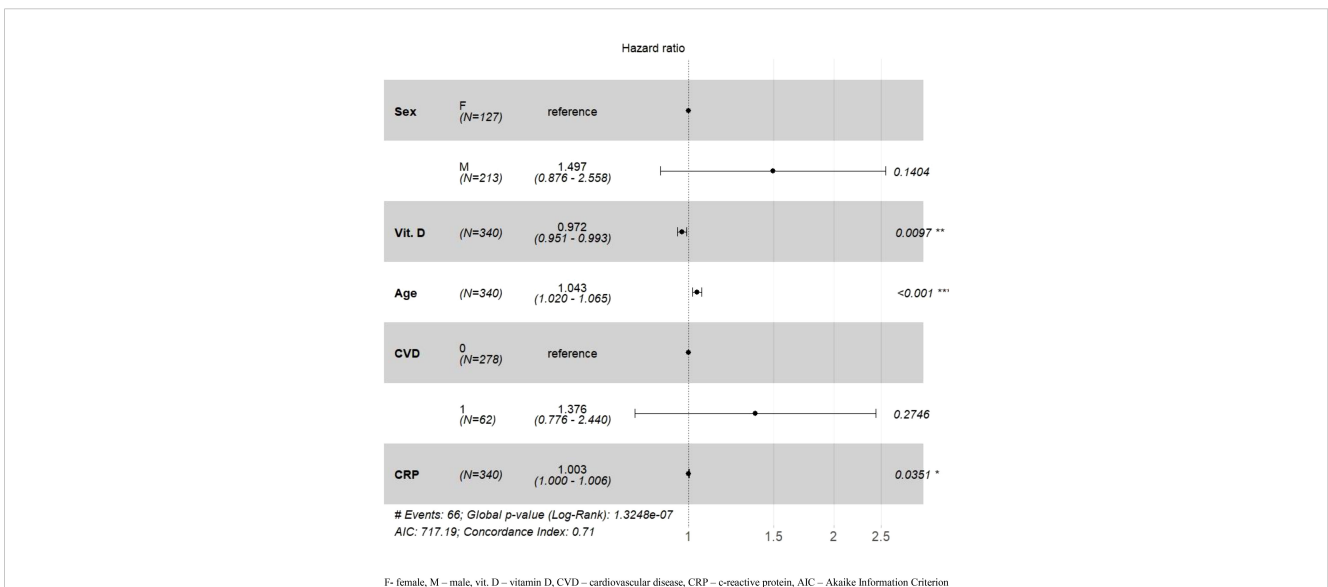 Hazard ratio
Sex F reference
(N=127)
M 1.497 0.1404
(N=213) (0.876 - 2.558)
Vit. D (N=340) 0.972 0.0097 **
(0.951 - 0.993)
Age (N=340) 1.043 <0.001 **'
(1.020 - 1.065)
CVD 0 reference
(N=278)
1 1.376 0.2746
(N=62) (0.776 - 2.440)
CRP (N=340) 1.003 0.0351 *
(1.000 - 1.006)
# Events: 66; Global p-value (Log-Rank): 1.3248e-07
AIC: 717.19; Concordance Index: 0.71
1 1.5 2 2.5
F- female, M – male, vit. D – vitamin D, CVD – cardiovascular disease, CRP – c-reactive protein, AIC – Akaike Information Criterion